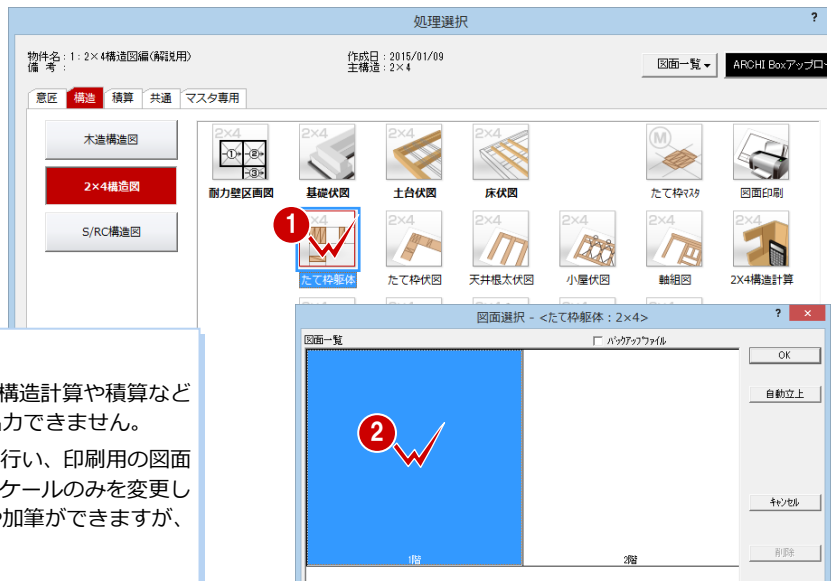 処理選択
?
物件名：1：2×4構造図編(解説用)
作成日：2015/01/09
備 考：
主構造：2×4
図面一覧▼
ARCHI Boxアップロー
意匠 構造 積算 共通 マスタ専用
木造構造図
2×4構造図
S/RC構造図
2×4 2×4 2×4 2×4 M
①②③
耐力壁区画図 基礎伏図 土台伏図 床伏図 たて枠マスタ 図面印刷
1
×4 2×4 2×4 2×4 2×4 2×4
たて枠躯体 たて枠伏図 天井根太伏図 小屋伏図 軸組図 2X4構造計算
図面選択 - <たて枠躯体：2×4>
?
×
図面一覧
バックアップファイル
OK
自動立上
キャンセル
削除
2
1階
2階
構造計算や積算など
力できません。
行い、印刷用の図面
ケールのみを変更し
加筆ができますが、